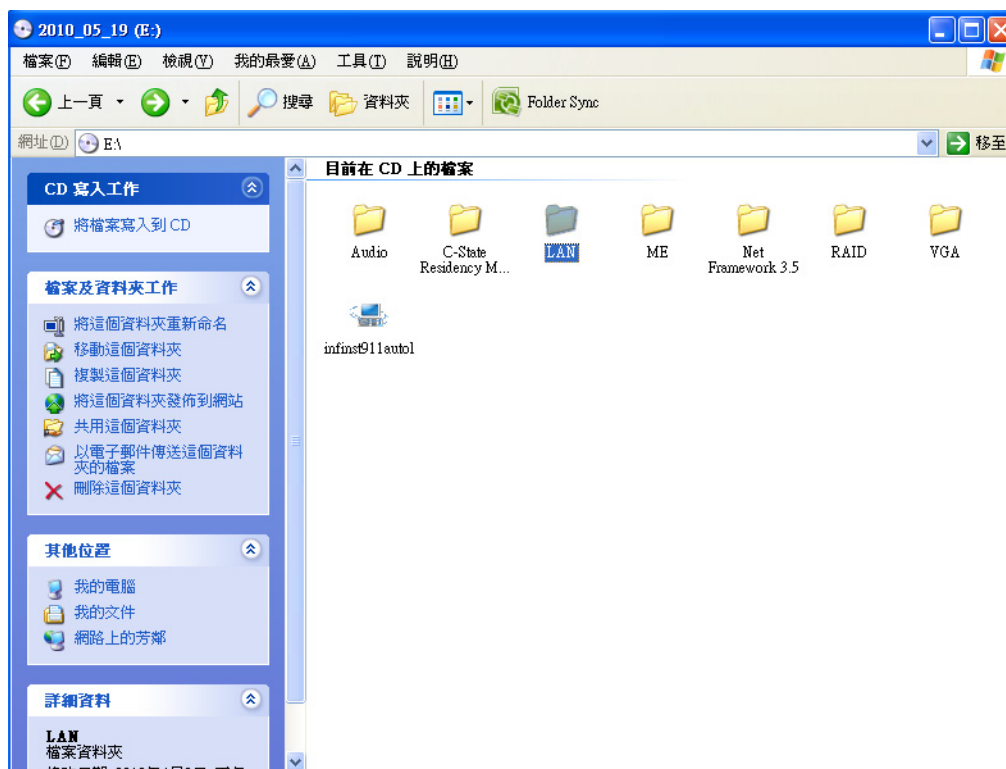 2010_05_19 (E:)
檔案(F) 編輯(E) 檢視(V) 我的最愛(A) 工具(T) 說明(H)
上一頁 搜尋 資料夾 Folder Sync
網址(D) E:\ 移至
CD 寫入工作
將檔案寫入到 CD
檔案及資料夾工作
將這個資料夾重新命名
移動這個資料夾
複製這個資料夾
將這個資料夾發佈到網站
共用這個資料夾
以電子郵件傳送這個資料
夾的檔案
刪除這個資料夾
其他位置
我的電腦
我的文件
網路上的芳鄰
詳細資料
LAN
檔案資料夾
目前在 CD 上的檔案
Audio
C-State
Residency M...
LAN
ME
Net
Framework 3.5
RAID
VGA
infinst911autol